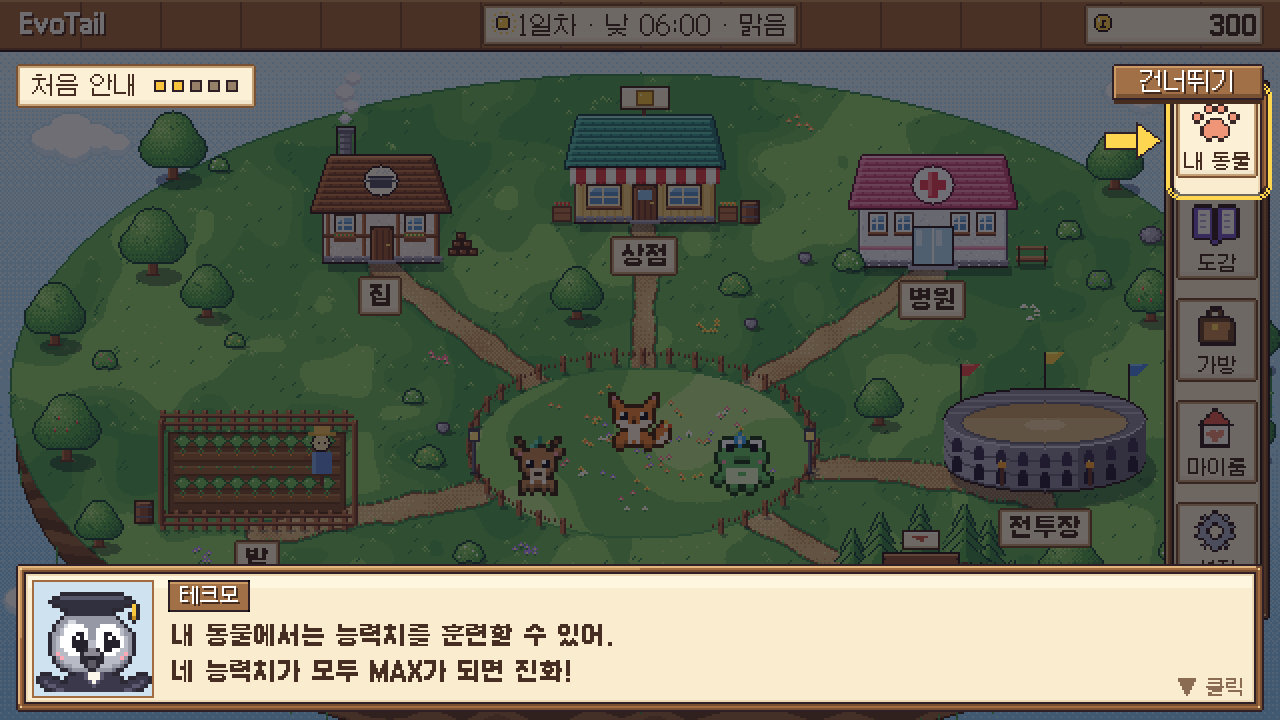 EvoTail
1일차 · 낮 06:00 · 맑음
300
처음 안내
건너뛰기
내 동물
도감
가방
마이룸
집
상점
병원
전투장
밭
테크모
내 동물에서는 능력치를 훈련할 수 있어.
네 능력치가 모두 MAX가 되면 진화!
▼ 클릭